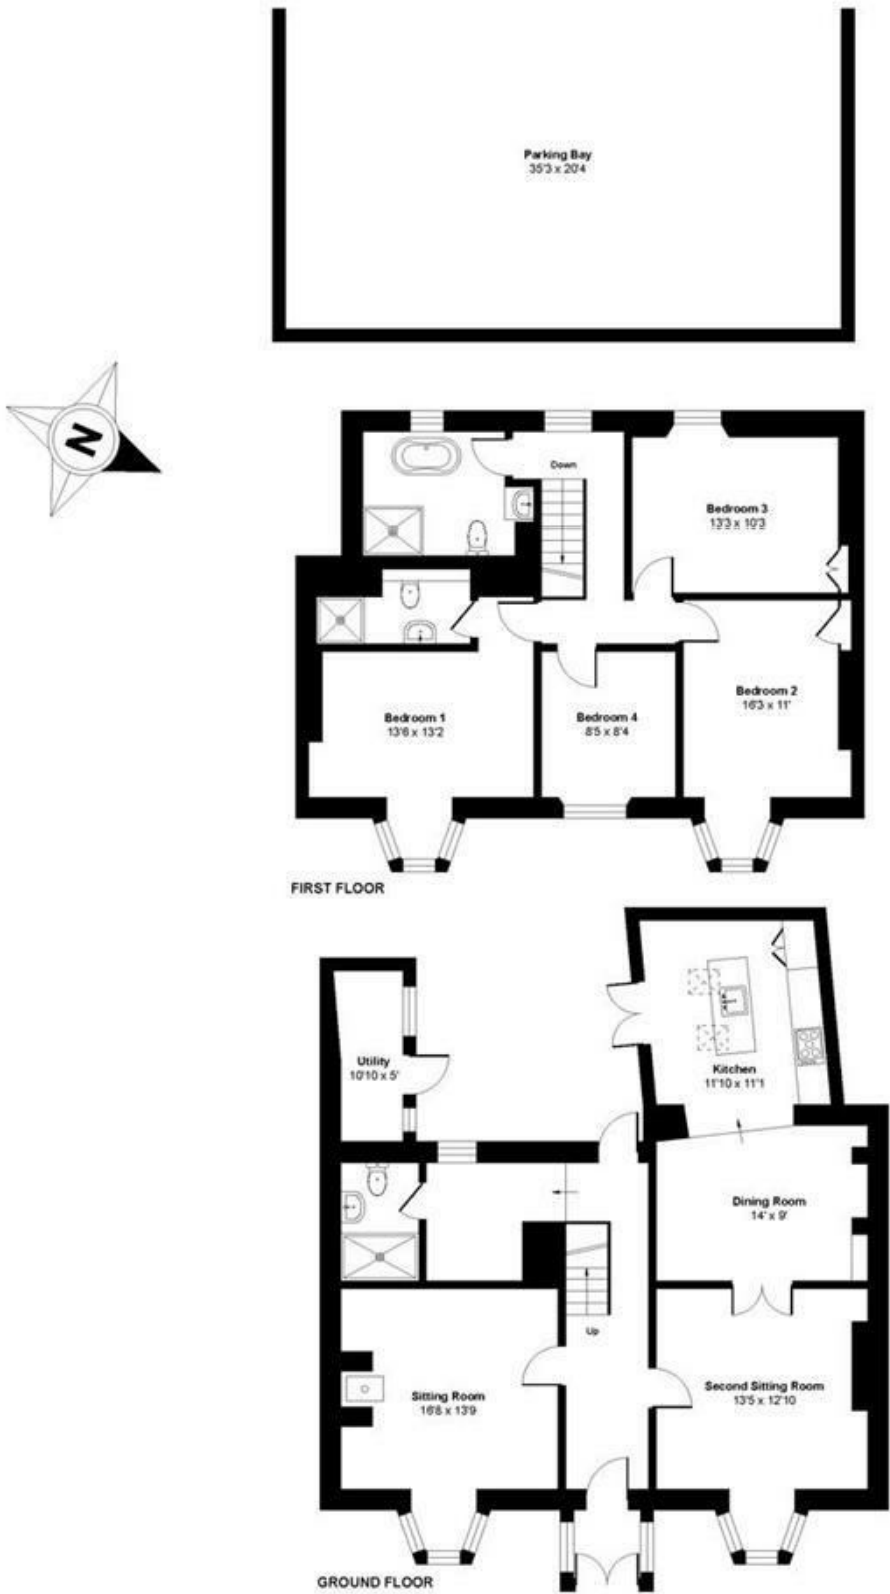 Parking Bay
35'3 x 20'4
N
Down
Bedroom 3
13'3 x 10'3
Bedroom 2
16'3 x 11'
Bedroom 1
13'6 x 13'2
Bedroom 4
8'5 x 8'4
FIRST FLOOR
Utility
10'10 x 5'
Kitchen
11'10 x 11'1
Dining Room
14' x 9'
Up
Sitting Room
16'8 x 13'9
Second Sitting Room
13'5 x 12'10
GROUND FLOOR